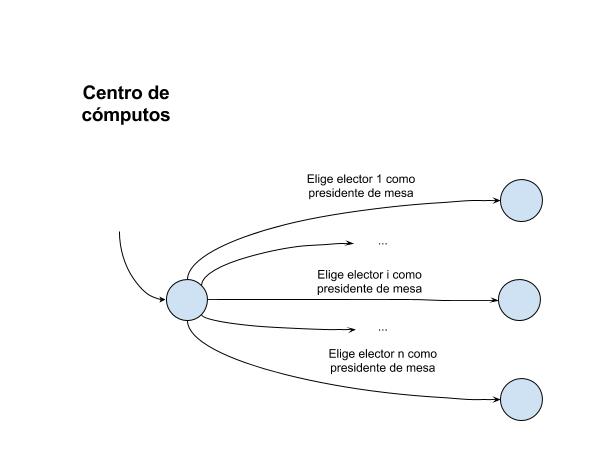 Centro de
cómputos
Elige elector 1 como
presidente de mesa
...
Elige elector i como
presidente de mesa
...
Elige elector n como
presidente de mesa